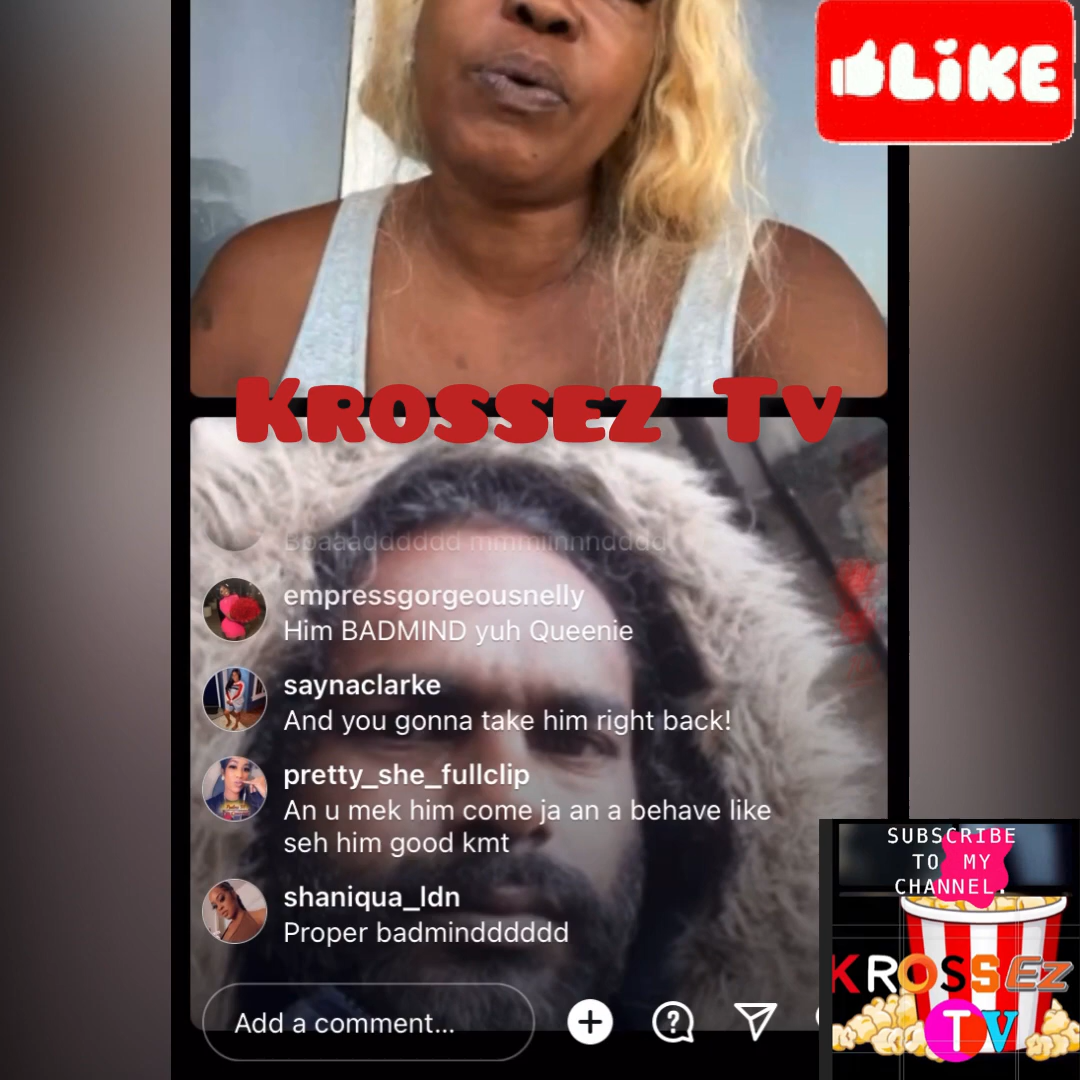 LiKE
KROSSEZ TV
Bbaaadddddd mmmiinnndddd
empressgorgeousnelly
Him BADMIND yuh Queenie
saynaclarke
And you gonna take him right back!
pretty_she_fullclip
An u mek him come ja an a behave like
seh him good kmt
shaniqua_ldn
Proper badmindddddd
Add a comment...
SUBSCRIBE
TO MY
CHANNEL.
KROSSEz
TV